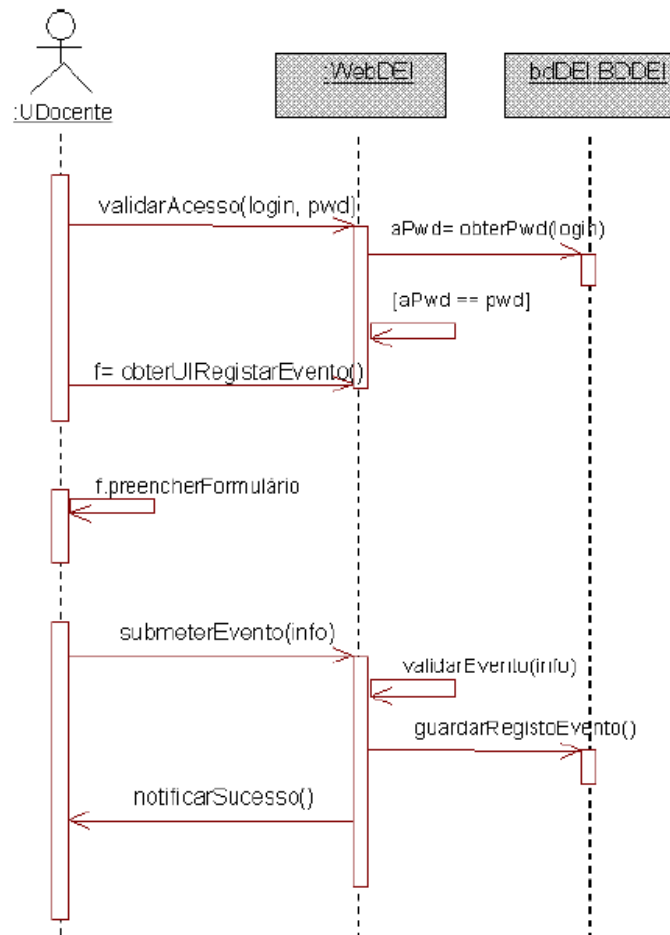 :UDocente
:WebDEI
bdDEI:BDDEI
validarAcesso(login, pwd)
aPwd= obterPwd(login)
[aPwd == pwd]
f= obterUIRegistarEvento()
f.preencherFormulário
submeterEvento(info)
validarEvento(info)
guardarRegistoEvento()
notificarSucesso()